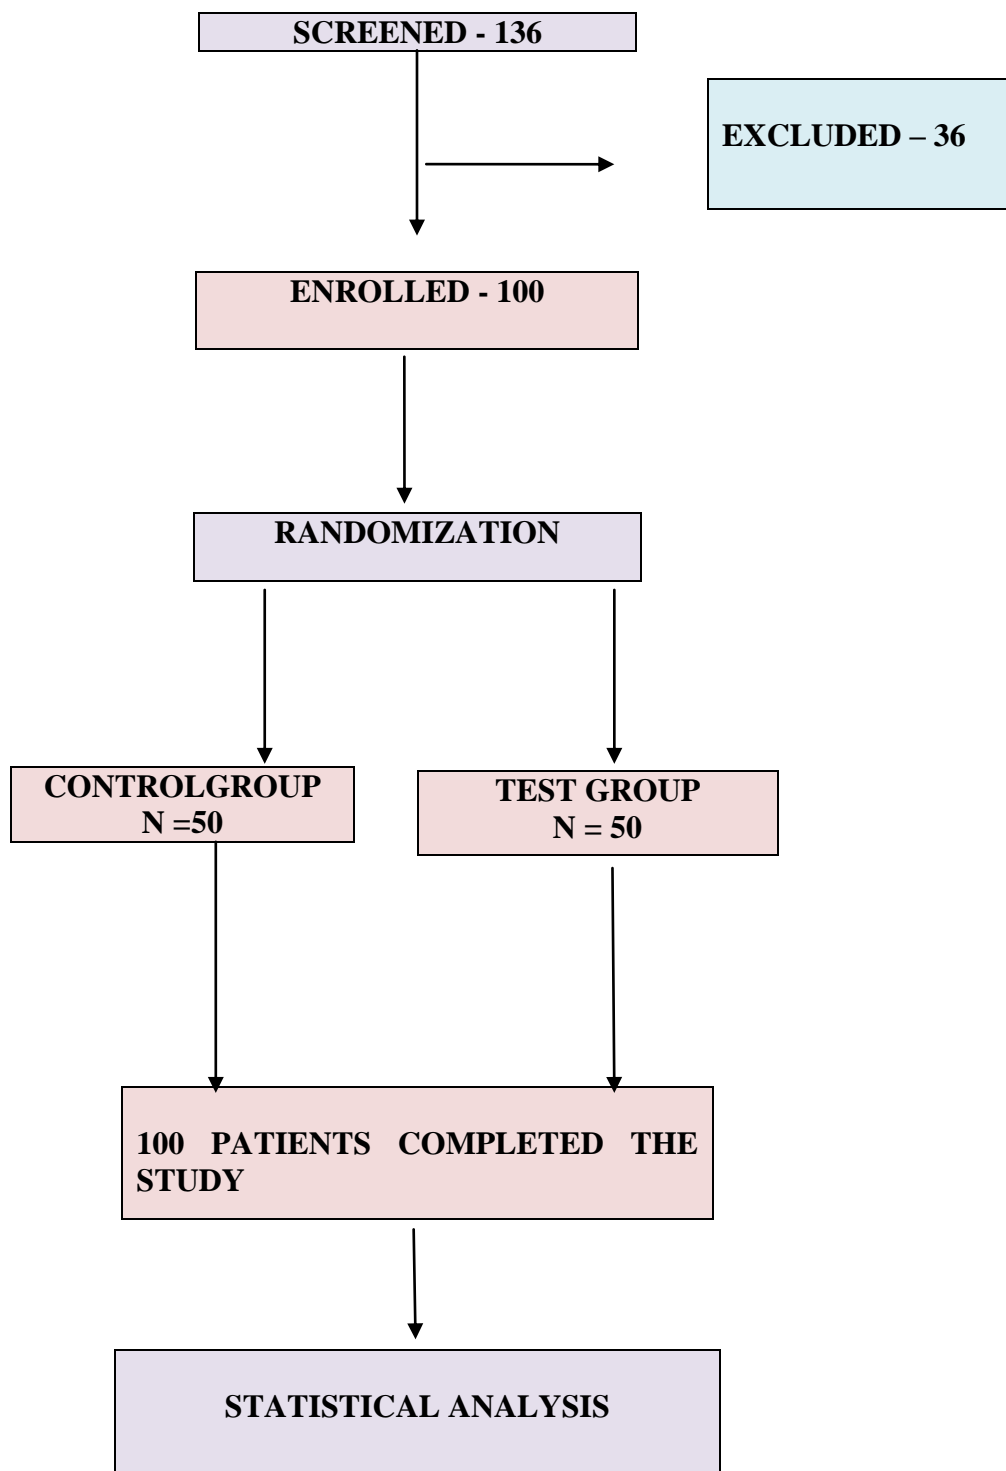 SCREENED - 136
EXCLUDED – 36
ENROLLED - 100
RANDOMIZATION
CONTROLGROUP
N =50
TEST GROUP
N = 50
100 PATIENTS COMPLETED THE
STUDY
STATISTICAL ANALYSIS